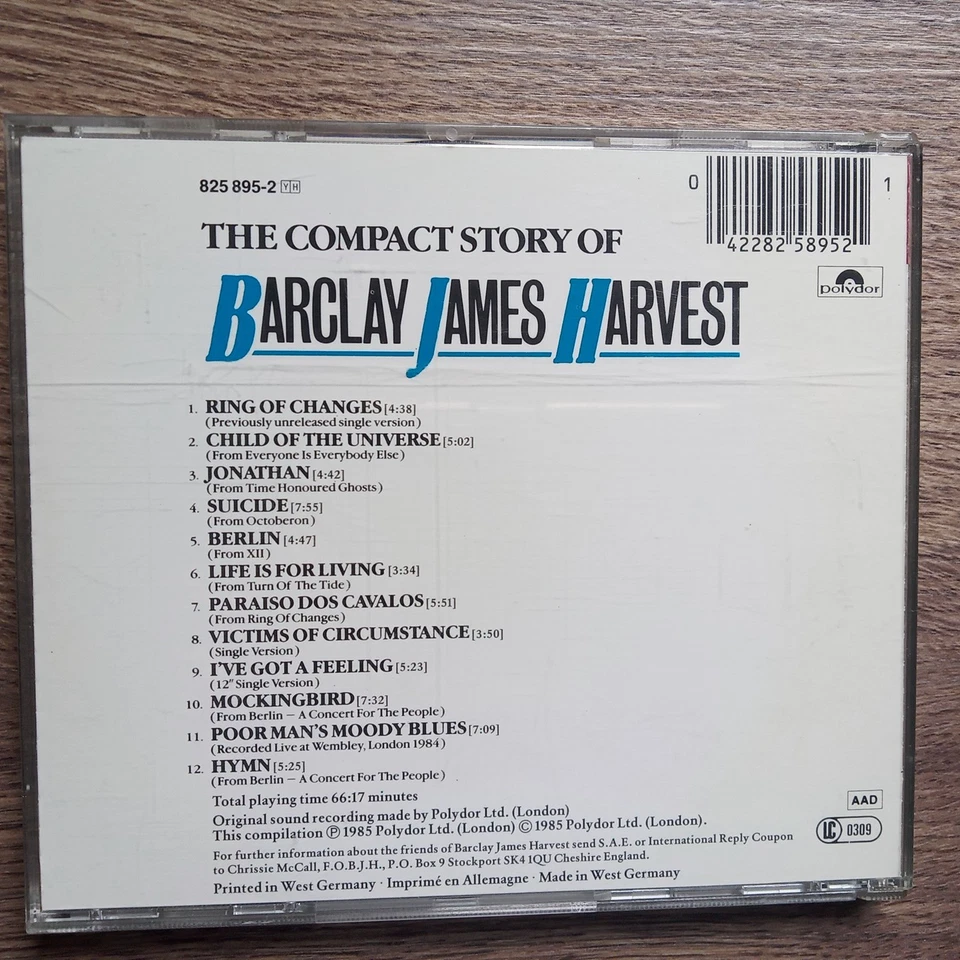 825 895-2 YH
0 42282 58952 1
THE COMPACT STORY OF
polydor
BARCLAY JAMES HARVEST
1. RING OF CHANGES [4:38]
(Previously unreleased single version)
2. CHILD OF THE UNIVERSE [5:02]
(From Everyone Is Everybody Else)
3. JONATHAN [4:42]
(From Time Honoured Ghosts)
4. SUICIDE [7:55]
(From Octoberon)
5. BERLIN [4:47]
(From XII)
6. LIFE IS FOR LIVING [3:34]
(From Turn Of The Tide)
7. PARAISO DOS CAVALOS [5:51]
(From Ring Of Changes)
8. VICTIMS OF CIRCUMSTANCE [3:50]
(Single Version)
9. I'VE GOT A FEELING [5:23]
(12" Single Version)
10. MOCKINGBIRD [7:32]
(From Berlin – A Concert For The People)
11. POOR MAN'S MOODY BLUES [7:09]
(Recorded Live at Wembley, London 1984)
12. HYMN [5:25]
(From Berlin – A Concert For The People)
Total playing time 66:17 minutes
AAD
Original sound recording made by Polydor Ltd. (London)
This compilation ℗ 1985 Polydor Ltd. (London) © 1985 Polydor Ltd. (London).
LC 0309
For further information about the friends of Barclay James Harvest send S.A.E. or International Reply Coupon
to Chrissie McCall, F.O.B.J.H., P.O. Box 9 Stockport SK4 1QU Cheshire England.
Printed in West Germany · Imprimé en Allemagne · Made in West Germany